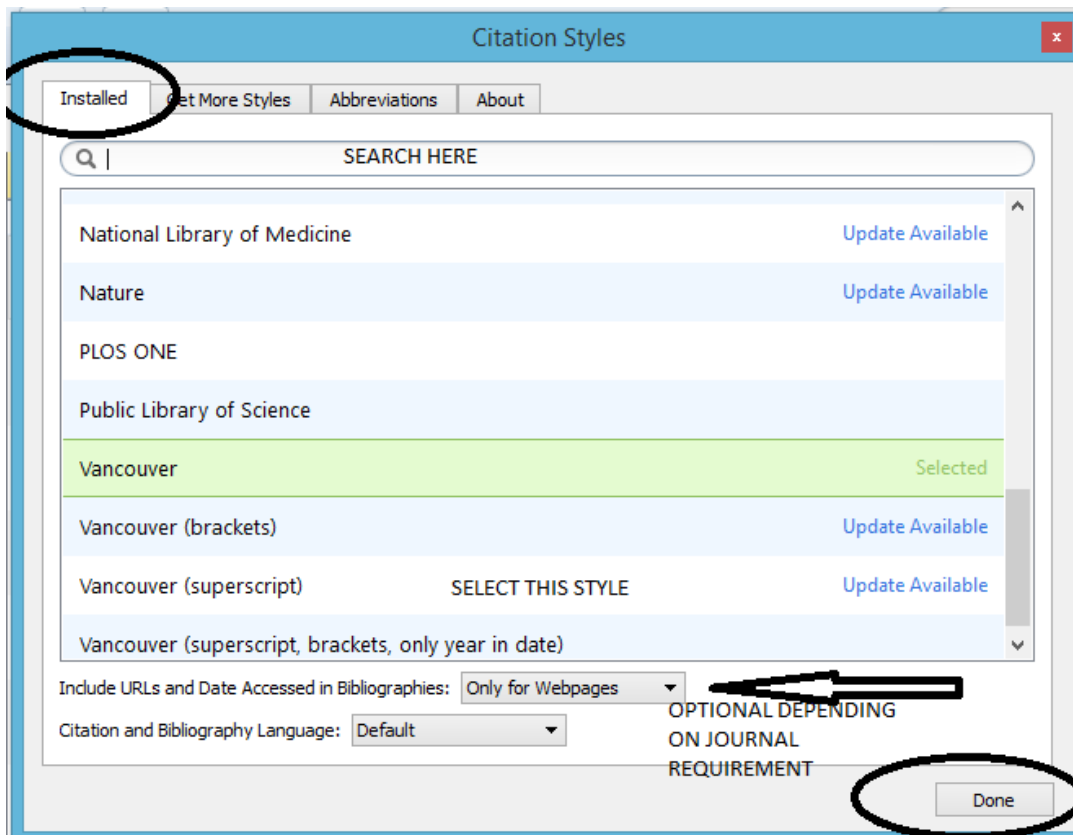 Citation Styles
x
Installed Get More Styles Abbreviations About
SEARCH HERE
National Library of Medicine Update Available
Nature Update Available
PLOS ONE
Public Library of Science
Vancouver Selected
Vancouver (brackets) Update Available
Vancouver (superscript) SELECT THIS STYLE Update Available
Vancouver (superscript, brackets, only year in date)
Include URLs and Date Accessed in Bibliographies: Only for Webpages
OPTIONAL DEPENDING
Citation and Bibliography Language: Default
ON JOURNAL
REQUIREMENT
Done